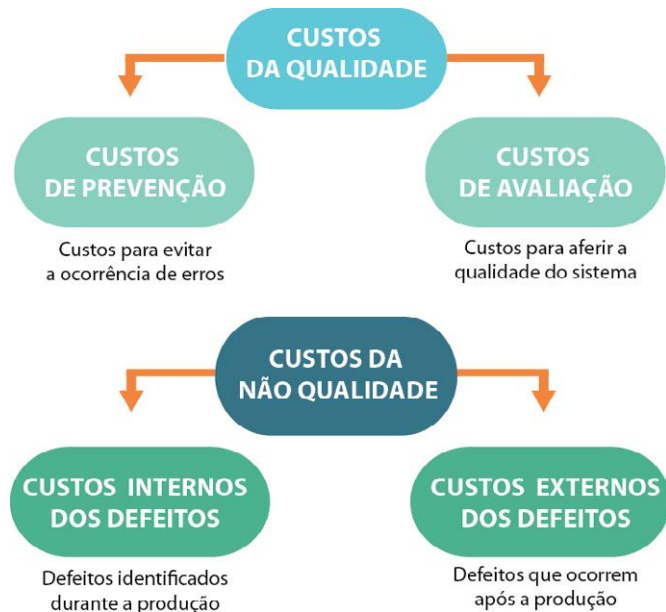 CUSTOS
DA QUALIDADE
CUSTOS
DE PREVENÇÃO
Custos para evitar
a ocorrência de erros
CUSTOS
DE AVALIAÇÃO
Custos para aferir a
qualidade do sistema
CUSTOS DA
NÃO QUALIDADE
CUSTOS INTERNOS
DOS DEFEITOS
Defeitos identificados
durante a produção
CUSTOS EXTERNOS
DOS DEFEITOS
Defeitos que ocorrem
após a produção